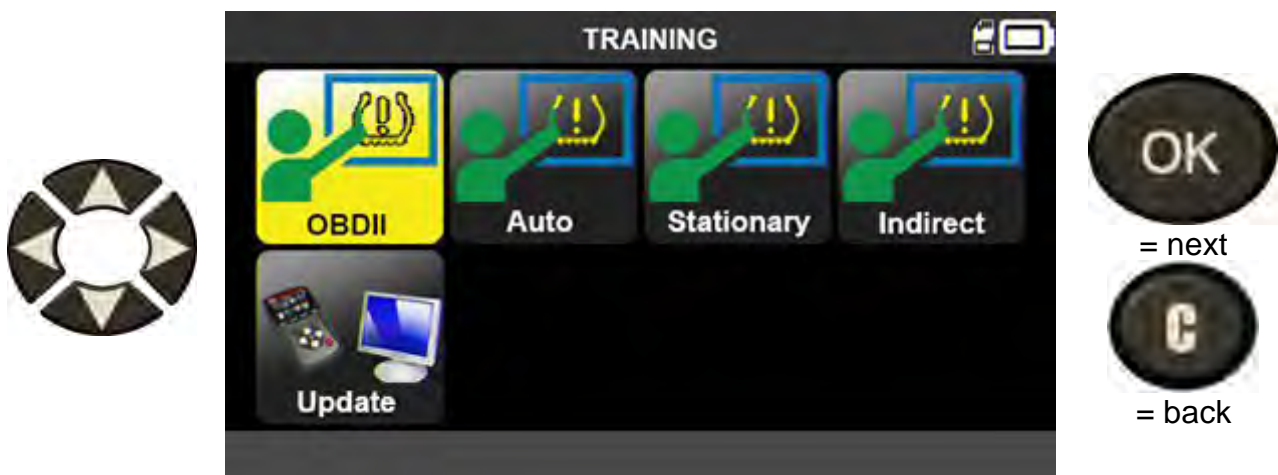 TRAINING
OBDII Auto Stationary Indirect
Update
OK
= next
C
= back